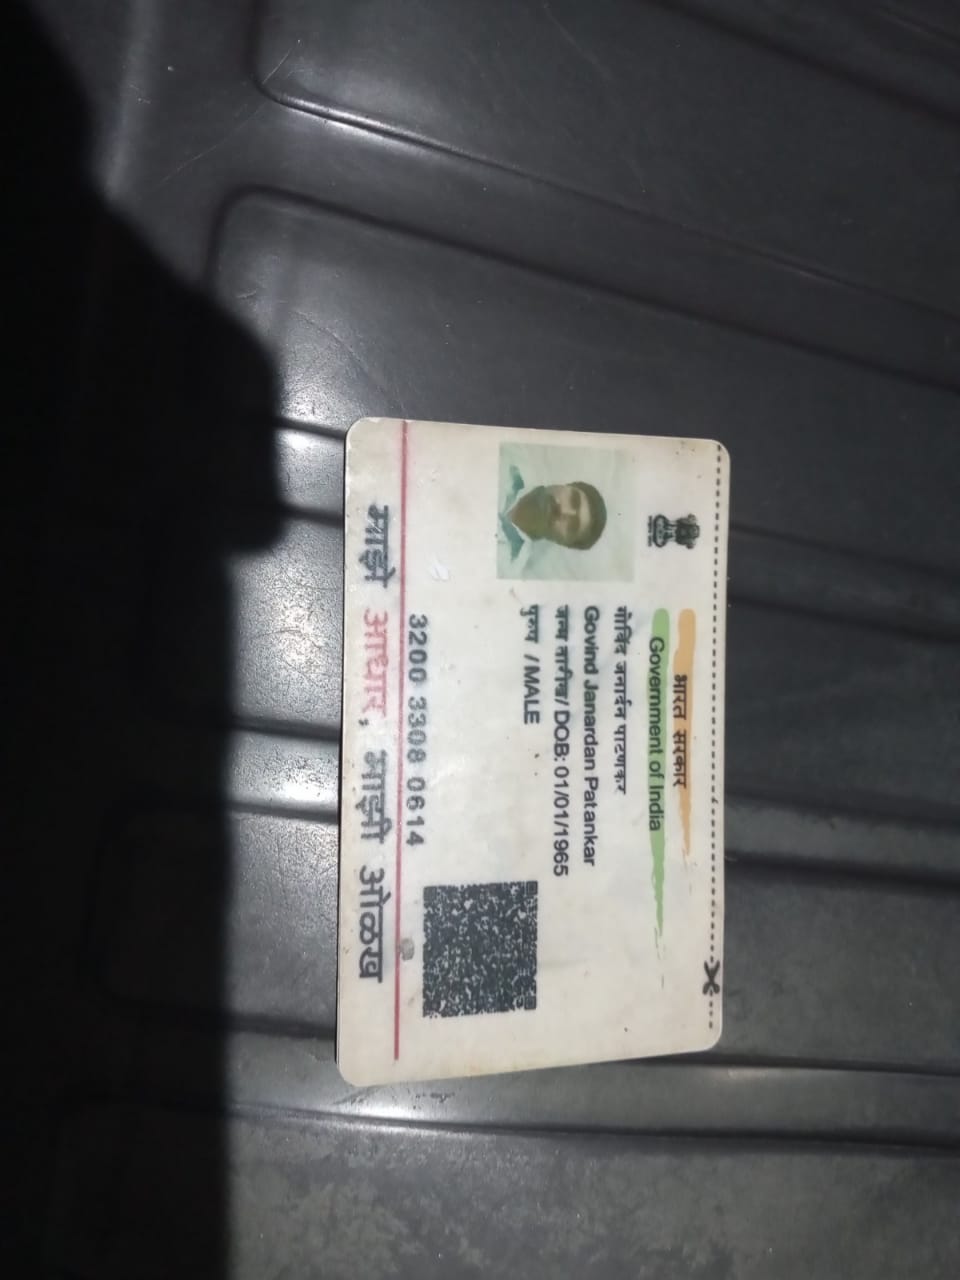 भारत सरकार
Government of India
गोविंद जनार्दन पाटणकर
Govind Janardan Patankar
जन्म तारीख/ DOB: 01/01/1965
पुरुष / MALE
3200 3308 0614
माझे आधार, माझी ओळख